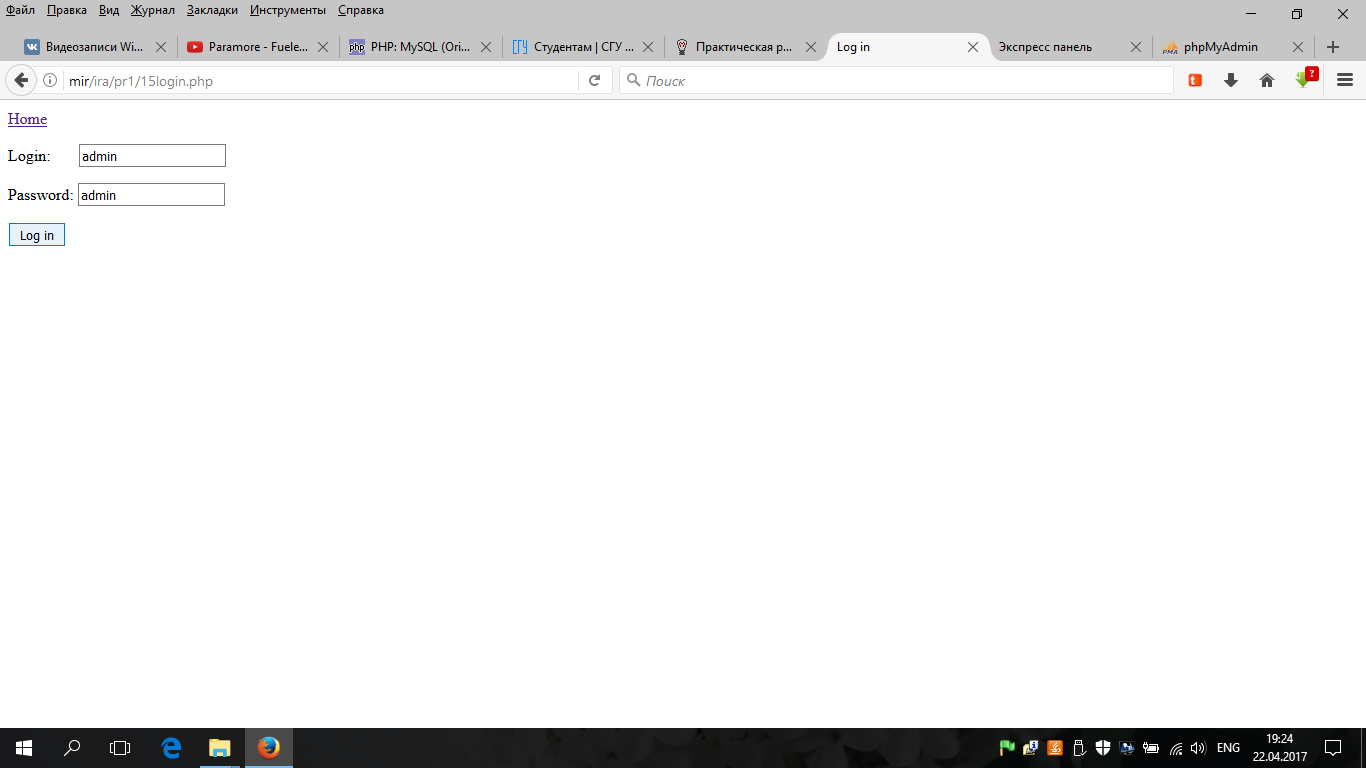 Файл Правка Вид Журнал Закладки Инструменты Справка
Видеозаписи Wi... Paramore - Fuele... PHP: MySQL (Ori... Студентам | СГУ ... Практическая р... Log in Экспресс панель phpMyAdmin
mir/ira/pr1/15login.php Поиск
Home
Login: admin
Password: admin
Log in
ENG
19:24
22.04.2017